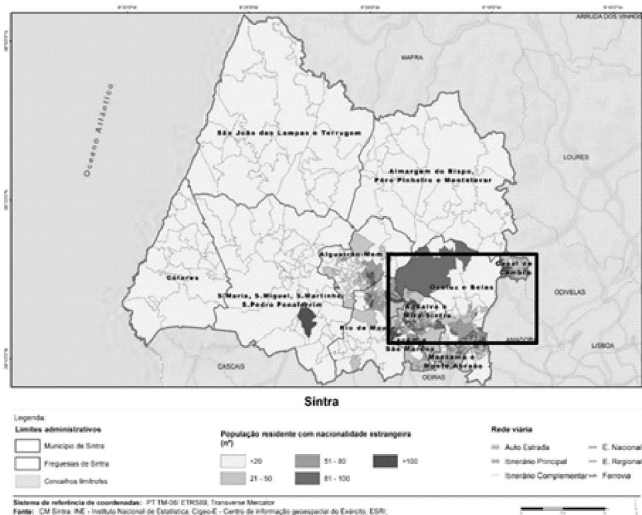 ARRUDA DOS VINHOS
MAFRA
Oceano Atlântico
São João das Lampas e Terrugem
LOURES
Almargem do Bispo,
Pêro Pinheiro e Montelavar
Algueirão-Mem
Casal de
Cambra
Colares
Queluz e Belas
ODIVELAS
S.Maria, S.Miguel, S.Martinho,
S.Pedro Penaferrim
Agualva e
Mira-Sintra
Rio de Mou
AMADOR
LISBOA
São Marcos
Massamá e
Monte Abraão
CASCAIS
OEIRAS
Sintra
Legenda:
Limites administrativos
Município de Sintra
Freguesias de Sintra
Concelhos limítrofes
População residente com nacionalidade estrangeira
(nº)
<20
51 - 80
>100
21 - 50
81 - 100
Rede viária
Auto Estrada
E. Nacional
Itinerário Principal
E. Regional
Itinerário Complementar
Ferrovia
Sistema de referência de coordenadas: PT TM-06/ ETRS89, Transverse Mercator
Fonte: CM Sintra; INE - Instituto Nacional de Estatística; Cigeo-E - Centro de informação geoespacial do Exército, ESRI;